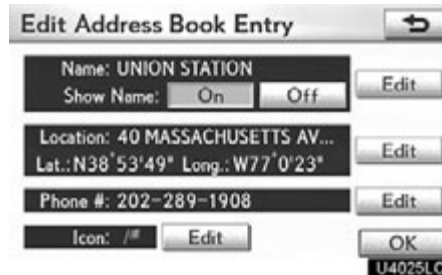 Edit Address Book Entry
Name: UNION STATION
Show Name: On Off
Edit
Location: 40 MASSACHUSETTS AV...
Lat.: N38°53'49" Long.: W77°0'23"
Edit
Phone #: 202-289-1908 Edit
Icon: Edit
OK